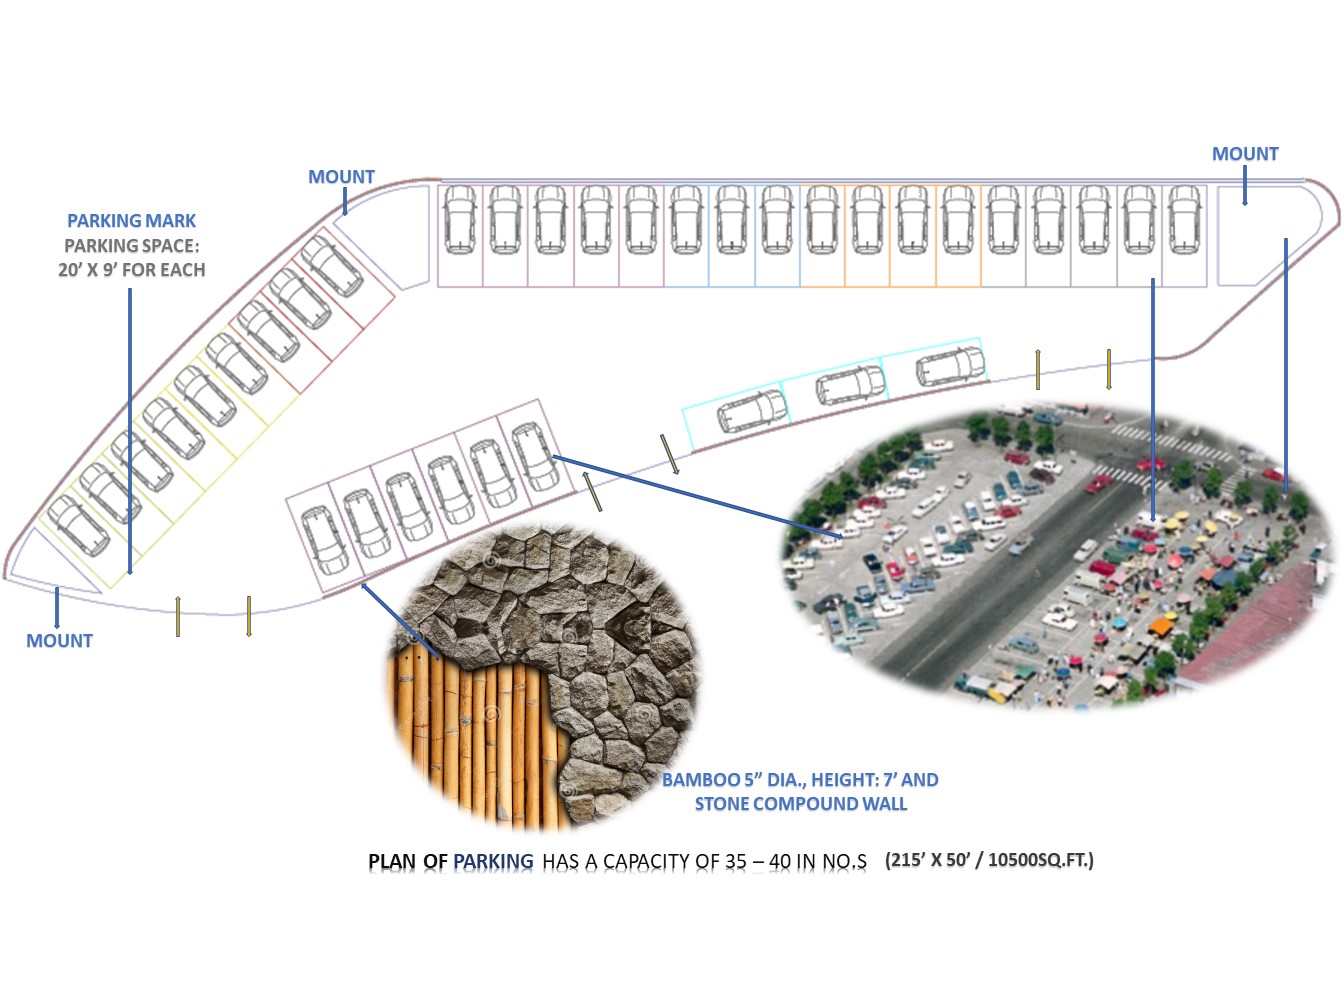 MOUNT
MOUNT
PARKING MARK
PARKING SPACE:
20’ X 9’ FOR EACH
MOUNT
BAMBOO 5” DIA., HEIGHT: 7’ AND
STONE COMPOUND WALL
PLAN OF PARKING HAS A CAPACITY OF 35 – 40 IN NO.S (215’ X 50’ / 10500SQ.FT.)